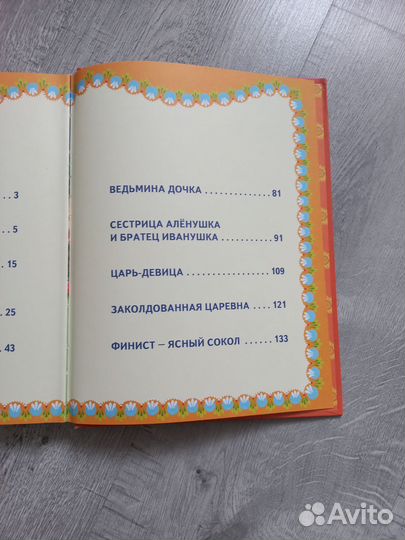 . . 3
. . 5
. 15
. 25
. 43
ВЕДЬМИНА ДОЧКА . . . . . . . . . . . . . 81
СЕСТРИЦА АЛЁНУШКА
И БРАТЕЦ ИВАНУШКА . . . . . . . . . . 91
ЦАРЬ-ДЕВИЦА . . . . . . . . . . . . . . . . 109
ЗАКОЛДОВАННАЯ ЦАРЕВНА . . . . 121
ФИНИСТ — ЯСНЫЙ СОКОЛ . . . . . . 133
Avito